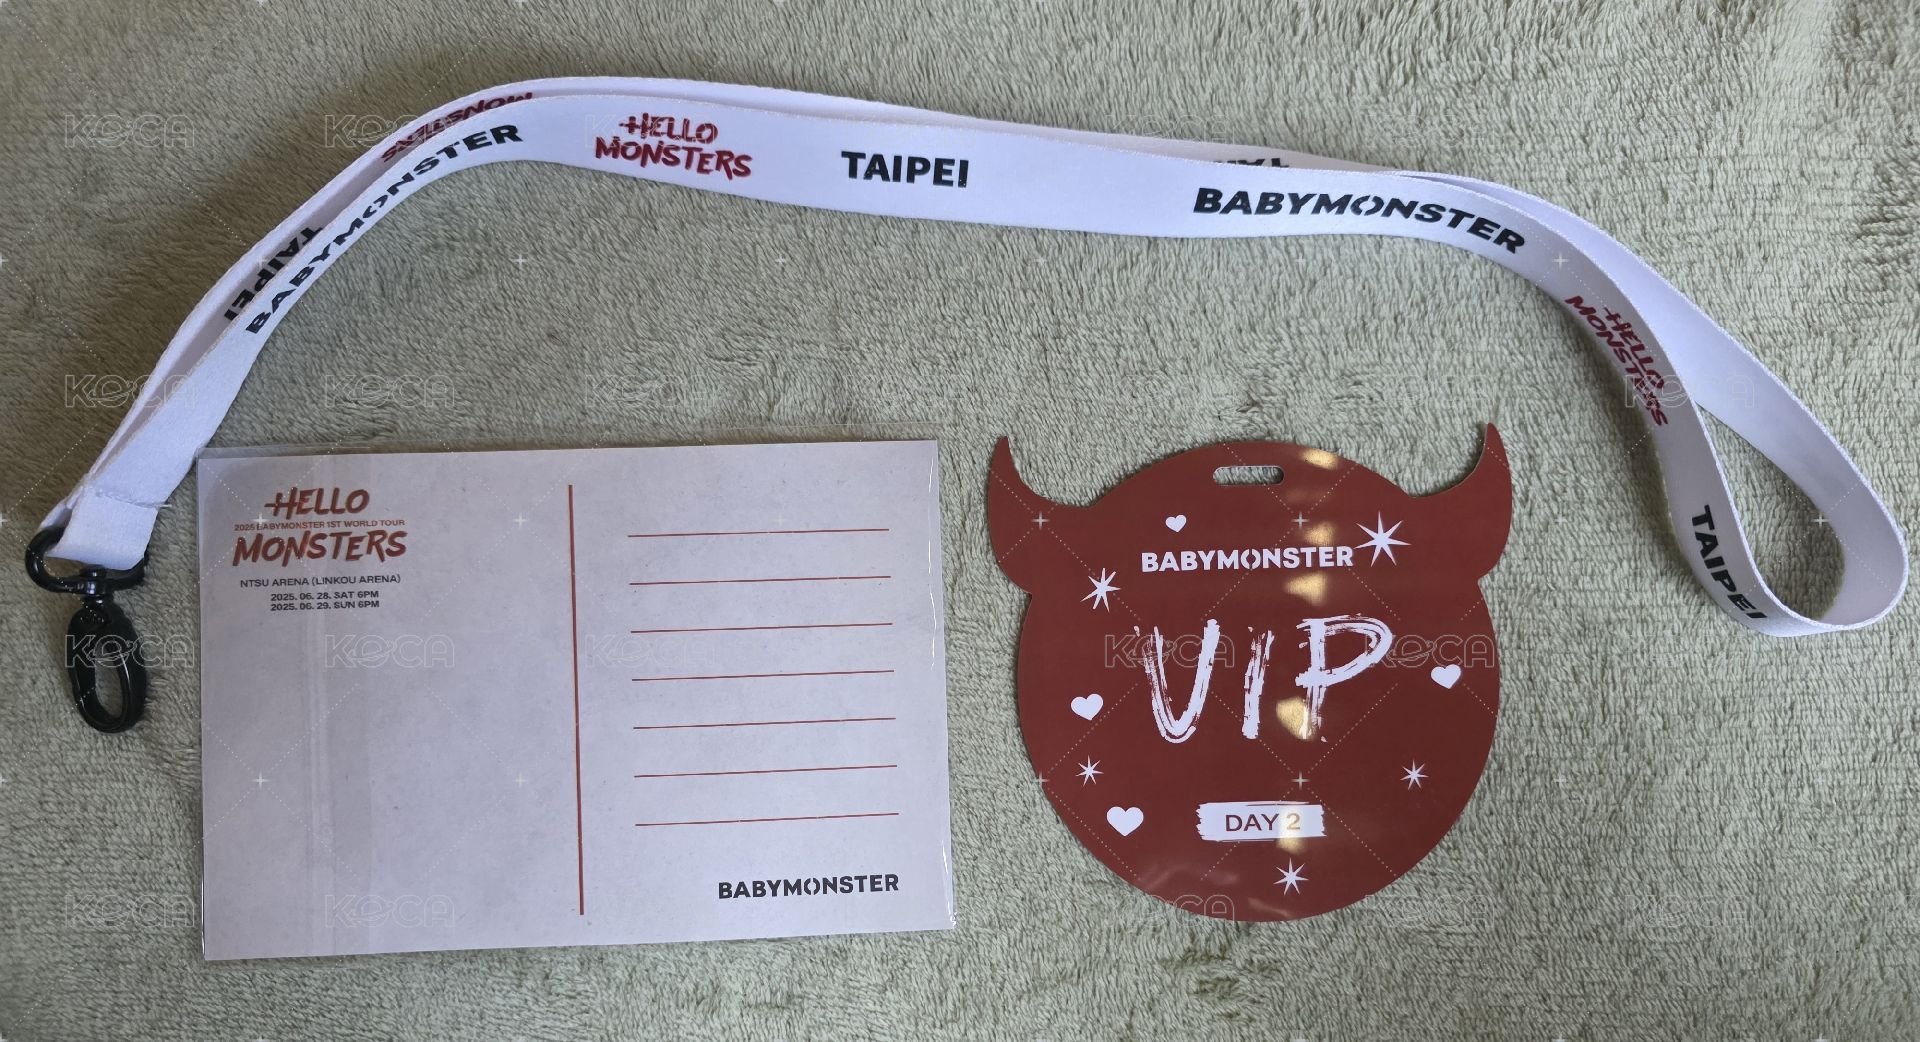 MONSTERS
BABYMONSTER
HELLO
MONSTERS
TAIPEI
BABYMONSTER
TAIPEI
BABYMONSTER
HELLO
MONSTERS
TAIPEI
HELLO
2025 BABYMONSTER 1ST WORLD TOUR
MONSTERS
NTSU ARENA (LINKOU ARENA)
2025. 06. 28. SAT 6PM
2025. 06. 29. SUN 6PM
BABYMONSTER
BABYMONSTER
VIP
DAY 2
KOCA